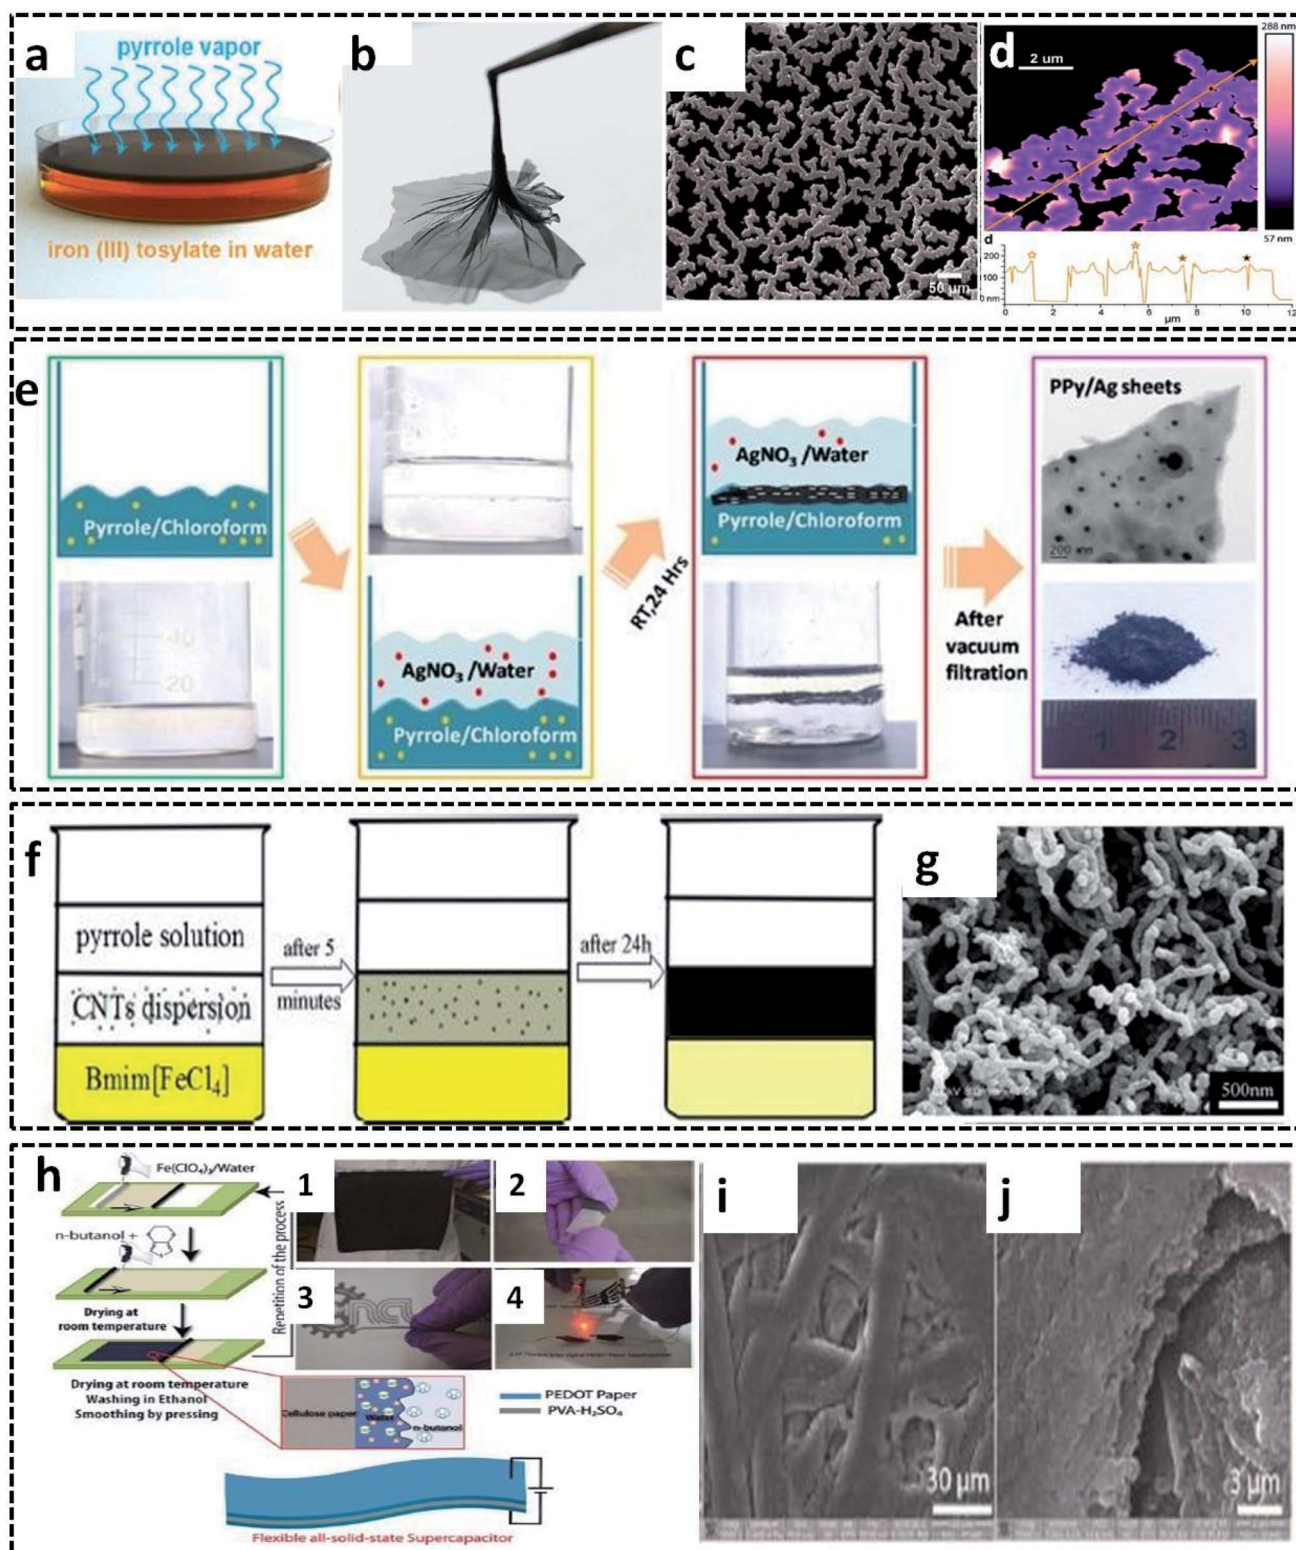 a
pyrrole vapor
iron (III) tosylate in water
b
c
50 µm
d
2 um
288 nm
57 nm
d
200
100
0 nm
0
2
4
6
8
10
12
µm
e
Pyrrole/Chloroform
40
20
AgNO₃ /Water
Pyrrole/Chloroform
RT,24 Hrs
AgNO₃ /Water
Pyrrole/Chloroform
After
vacuum
filtration
PPy/Ag sheets
200 nm
1
2
3
f
pyrrole solution
CNTs dispersion
Bmim[FeCl₄]
after 5
minutes
after 24h
g
500nm
h
Fe(ClO₄)₃/Water
n-butanol +
Drying at
room temperature
Repetition of the process
Drying at room temperature
Washing in Ethanol
Smoothing by pressing
1
2
3
ncl
4
Cellulose paper
Water
n-butanol
PEDOT Paper
PVA-H₂SO₄
Flexible all-solid-state Supercapacitor
i
30 µm
j
3 µm